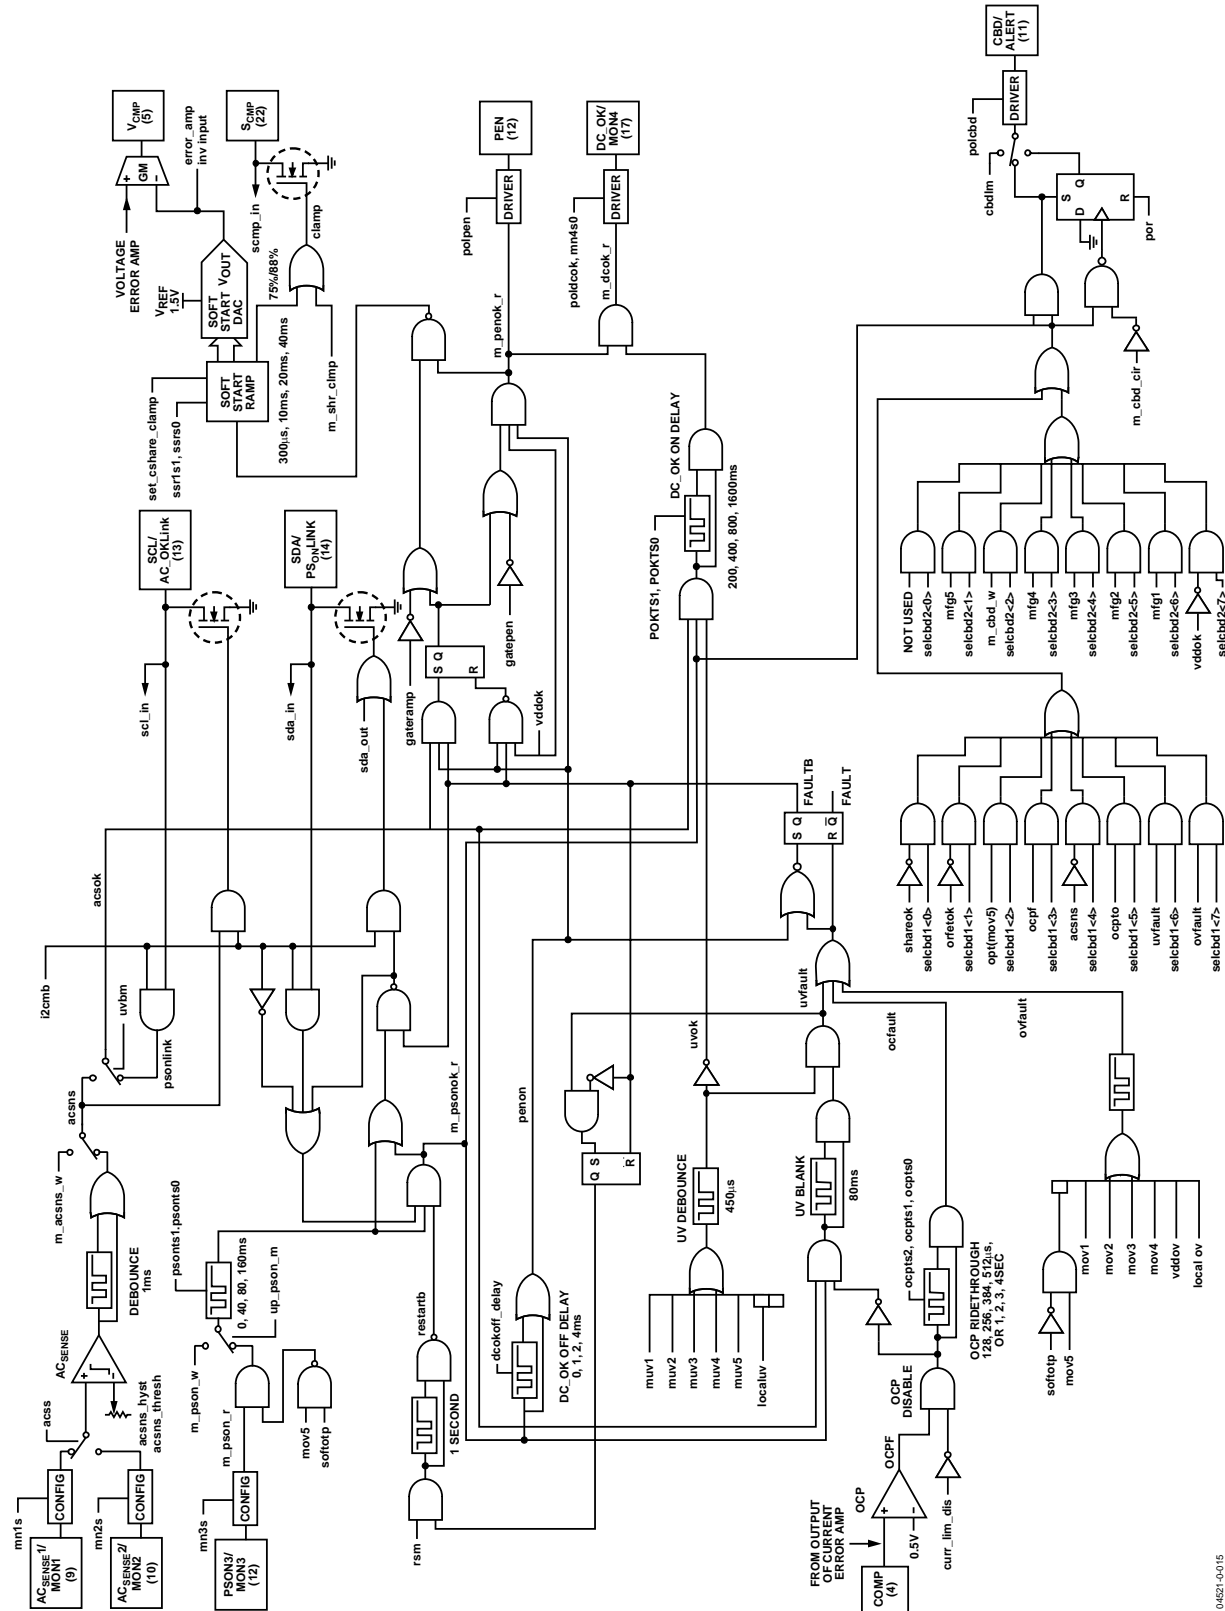 CBD/
ALERT
(11)
polcbd
DRIVER
cbdlm
S
Q
D
R
por
m_cbd_clr
VCMP
(5)
GM
+
–
error_amp
inv input
VOLTAGE
ERROR AMP
SCMP
(22)
scmp_in
clamp
VREF
1.5V
SOFT
START VOUT
DAC
75%/88%
set_cshare_clamp
ssr1s1, ssrs0
SOFT
START
RAMP
300µs, 10ms, 20ms, 40ms
m_shr_clmp
PEN
(12)
polpen
DRIVER
m_penok_r
DC_OK/
MON4
(17)
poldcok, mn4s0
DRIVER
m_dcok_r
SCL/
AC_OKLink
(13)
scl_in
SDA/
PSONLINK
(14)
sda_in
sda_out
gateramp
S Q
R
gatepen
vddok
POKTS1, POKTS0
DC_OK ON DELAY
200, 400, 800, 1600ms
NOT USED
selcbd2<0>
mfg5
selcbd2<1>
m_cbd_w
selcbd2<2>
mfg4
selcbd2<3>
mfg3
selcbd2<4>
mfg2
selcbd2<5>
mfg1
selcbd2<6>
vddok
selcbd2<7>
FAULTB
FAULT
S Q
R Q
shareok
selcbd1<0>
orfetok
selcbd1<1>
opt(mov5)
selcbd1<2>
ocpf
selcbd1<3>
acsns
selcbd1<4>
ocpto
selcbd1<5>
uvfault
selcbd1<6>
ovfault
selcbd1<7>
i2cmb
acsok
uvbm
psonlink
acsns
m_acsns_w
DEBOUNCE
1ms
ACSENSE
+
–
acss
acsns_hyst
acsns_thresh
mn1s
CONFIG
ACSENSE1/
MON1
(9)
mn2s
CONFIG
ACSENSE2/
MON2
(10)
psonts1.psonts0
0, 40, 80, 160ms
up_pson_m
m_pson_w
m_pson_r
mn3s
CONFIG
PSON3/
MON3
(12)
mov5
softotp
m_psonok_r
restartb
1 SECOND
rsm
penon
dcokoff_delay
DC_OK OFF DELAY
0, 1, 2, 4ms
Q S
R
uvok
UV DEBOUNCE
450µs
muv1
muv2
muv3
muv4
muv5
localuv
uvfault
UV BLANK
80ms
ocfault
ocpts2, ocpts1, ocpts0
OCP RIDETHROUGH
128, 256, 384, 512µs,
OR 1, 2, 3, 4SEC
OCP
DISABLE
OCPF
OCP
+
–
0.5V
curr_lim_dis
FROM OUTPUT
OF CURRENT
ERROR AMP
COMP
(4)
ovfault
softotp
mov5
mov1
mov2
mov3
mov4
vddov
local ov
04521-0-015